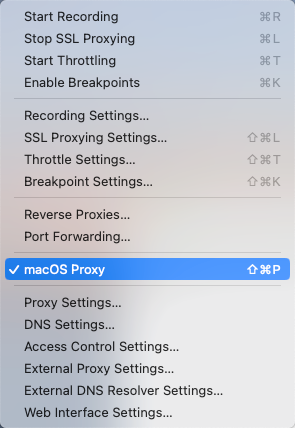 Start Recording ⌘R
Stop SSL Proxying ⌘L
Start Throttling ⌘T
Enable Breakpoints ⌘K
Recording Settings...
SSL Proxying Settings... ⇧⌘L
Throttle Settings... ⇧⌘T
Breakpoint Settings... ⇧⌘K
Reverse Proxies...
Port Forwarding...
✓ macOS Proxy ⇧⌘P
Proxy Settings...
DNS Settings...
Access Control Settings...
External Proxy Settings...
External DNS Resolver Settings...
Web Interface Settings...